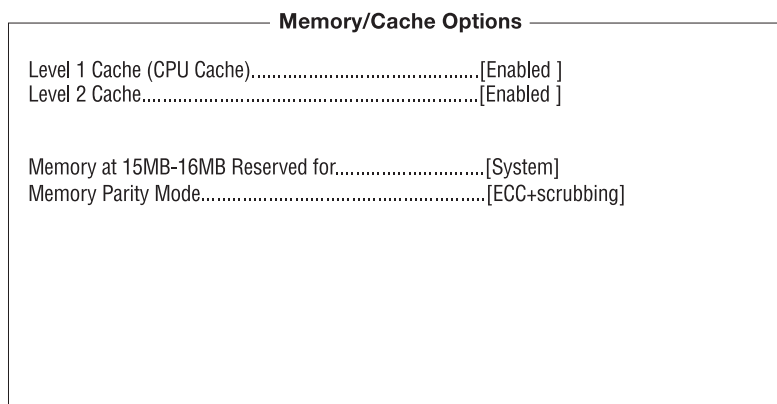 Memory/Cache Options
Level 1 Cache (CPU Cache)........................................[Enabled ]
Level 2 Cache..........................................................[Enabled ]
Memory at 15MB-16MB Reserved for..........................[System]
Memory Parity Mode.................................................[ECC+scrubbing]